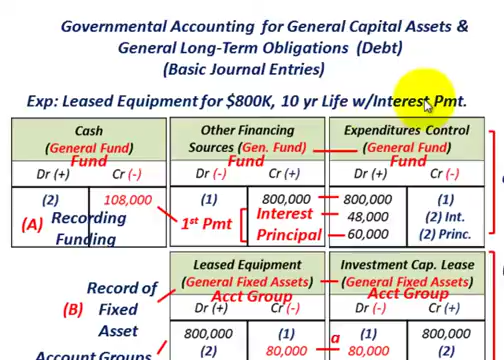 Governmental Accounting for General Capital Assets &
General Long-Term Obligations (Debt)
(Basic Journal Entries)
Exp: Leased Equipment for $800K, 10 yr Life w/Interest Pmt.
Cash
(General Fund)
Fund
Dr (+) Cr (-)
(2) 108,000
(A) Recording
Funding
Other Financing
Sources (Gen. Fund)
Fund
Dr (-) Cr (+)
(1) 800,000
1st Pmt
Interest
Principal
Expenditures Control
(General Fund)
Fund
Dr (+) Cr (-)
800,000 (1)
48,000 (2) Int.
60,000 (2) Princ.
(B) Record of
Fixed
Asset
Account Groups
Leased Equipment
(General Fixed Assets)
Acct Group
Dr (+) Cr (-)
800,000 (1)
(2) 80,000
a
Investment Cap. Lease
(General Fixed Assets)
Acct Group
Dr (-) Cr (+)
(1) 800,000
80,000 (2)